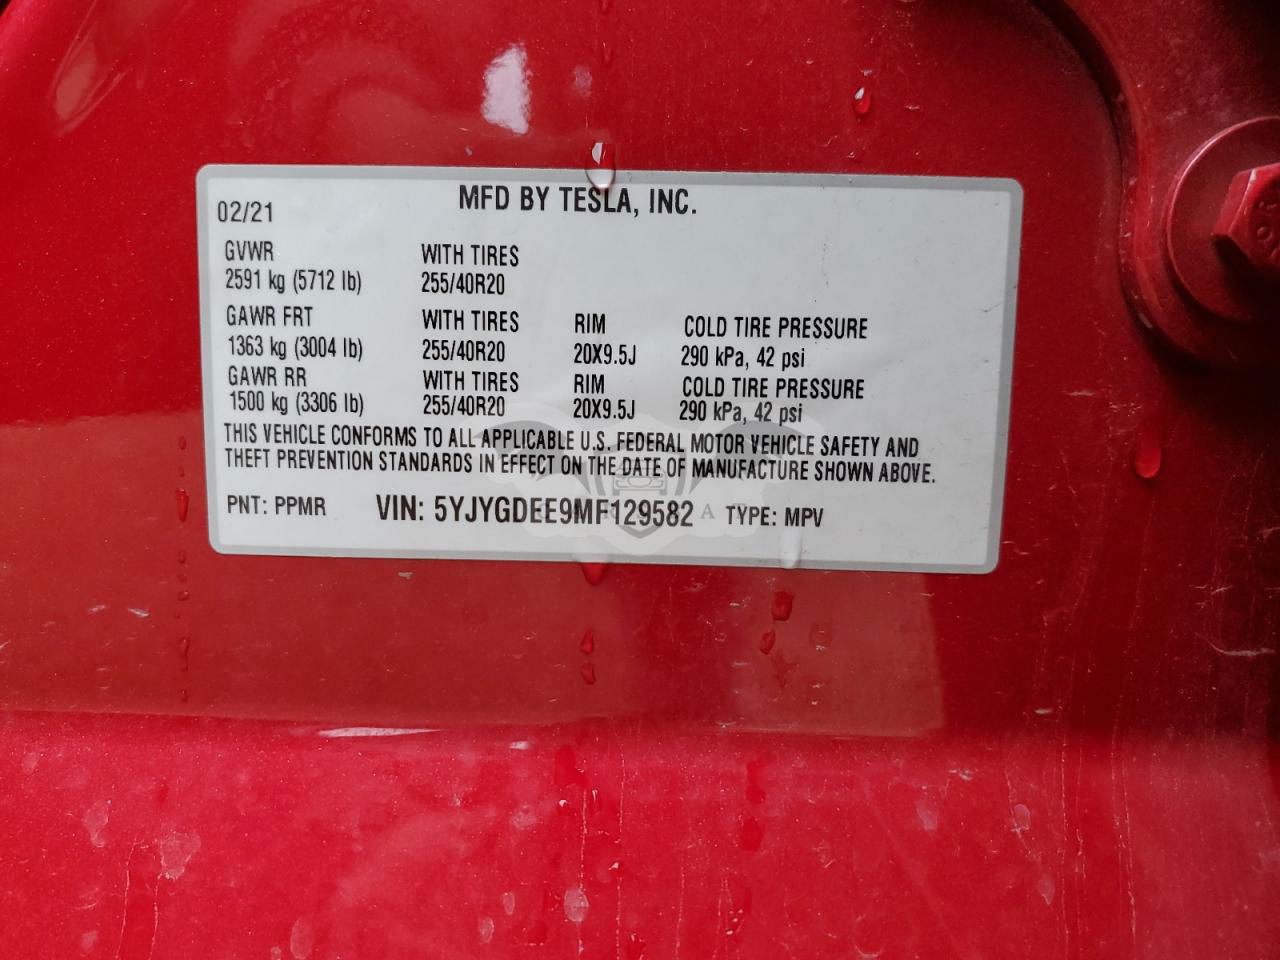 MFD BY TESLA, INC.
02/21
GVWR WITH TIRES
2591 kg (5712 lb) 255/40R20
GAWR FRT WITH TIRES RIM COLD TIRE PRESSURE
1363 kg (3004 lb) 255/40R20 20X9.5J 290 kPa, 42 psi
GAWR RR WITH TIRES RIM COLD TIRE PRESSURE
1500 kg (3306 lb) 255/40R20 20X9.5J 290 kPa, 42 psi
THIS VEHICLE CONFORMS TO ALL APPLICABLE U.S. FEDERAL MOTOR VEHICLE SAFETY AND
THEFT PREVENTION STANDARDS IN EFFECT ON THE DATE OF MANUFACTURE SHOWN ABOVE.
PNT: PPMR VIN: 5YJYGDEE9MF129582 TYPE: MPV